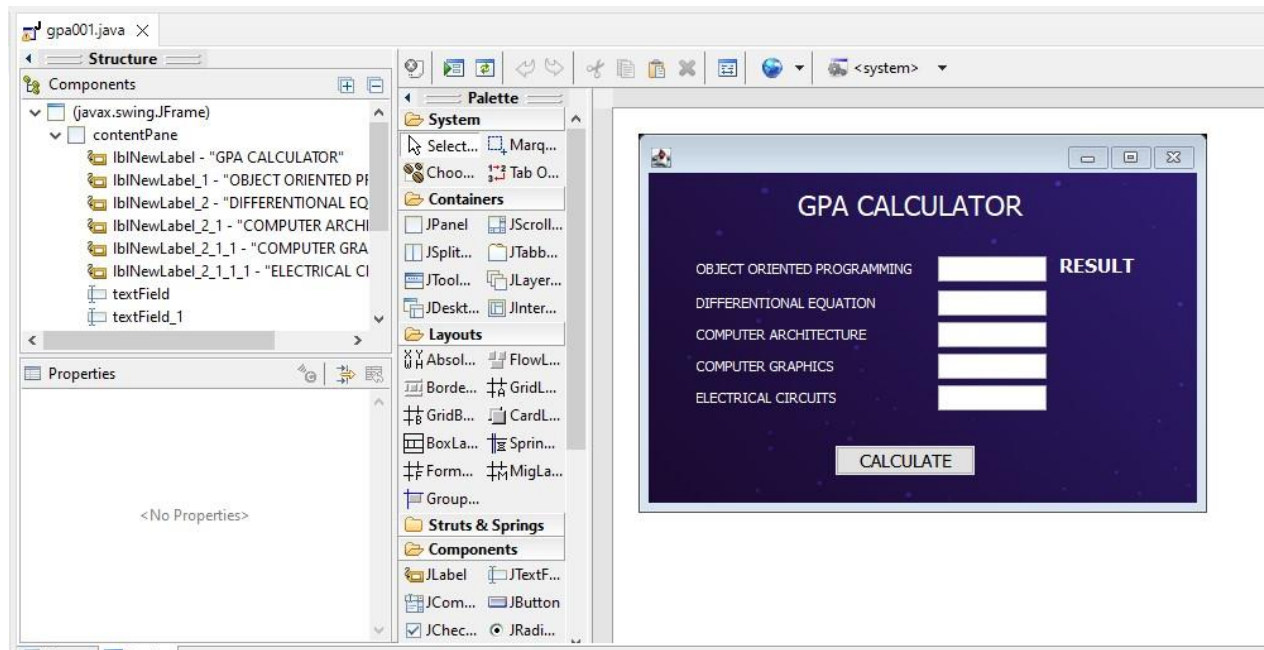 gpa001.java
Structure
Components
(javax.swing.JFrame)
contentPane
lblNewLabel - "GPA CALCULATOR"
lblNewLabel_1 - "OBJECT ORIENTED PI
lblNewLabel_2 - "DIFFERENTIONAL EQ
lblNewLabel_2_1 - "COMPUTER ARCHI
lblNewLabel_2_1_1 - "COMPUTER GRA
lblNewLabel_2_1_1_1 - "ELECTRICAL CI
textField
textField_1
Properties
<No Properties>
<system>
Palette
System
Select... Marq...
Choo... Tab O...
Containers
JPanel JScroll...
JSplit... JTabb...
JTool... JLayer...
JDeskt... JInter...
Layouts
Absol... FlowL...
Borde... GridL...
GridB... CardL...
BoxLa... Sprin...
Form... MigLa...
Group...
Struts & Springs
Components
JLabel JTextF...
JCom... JButton
JChec... JRadi...
GPA CALCULATOR
OBJECT ORIENTED PROGRAMMING RESULT
DIFFERENTIONAL EQUATION
COMPUTER ARCHITECTURE
COMPUTER GRAPHICS
ELECTRICAL CIRCUITS
CALCULATE